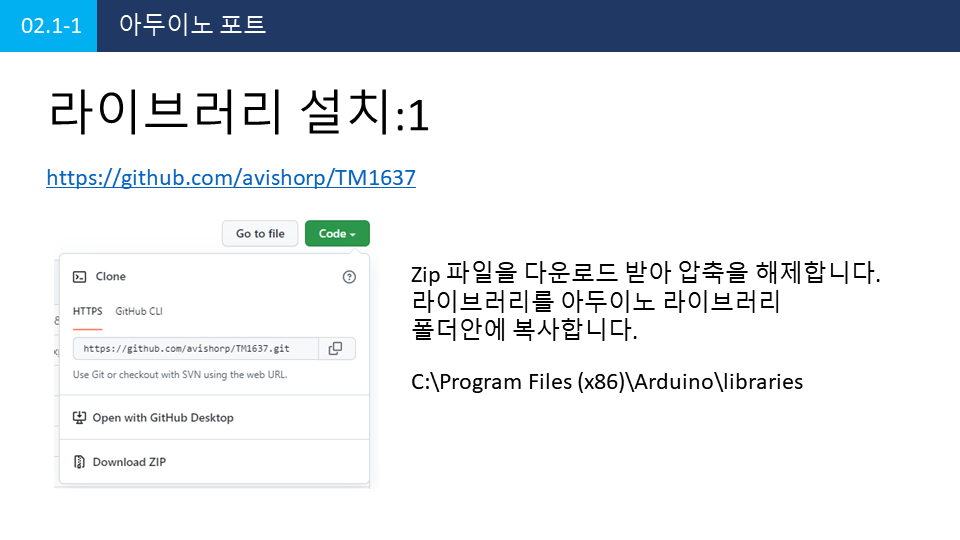 02.1-1
아두이노 포트
라이브러리 설치:1
https://github.com/avishorp/TM1637
Go to file
Code
Clone
HTTPS
GitHub CLI
https://github.com/avishorp/TM1637.git
Use Git or checkout with SVN using the web URL.
Open with GitHub Desktop
Download ZIP
Zip 파일을 다운로드 받아 압축을 해제합니다.
라이브러리를 아두이노 라이브러리
폴더안에 복사합니다.
C:\Program Files (x86)\Arduino\libraries